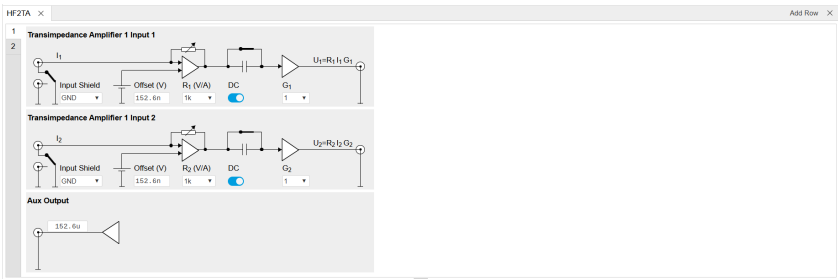 HF2TA ×
Add Row ×
1
2
Transimpedance Amplifier 1 Input 1
I1
U1=R1 I1 G1
Input Shield
Offset (V)
R1 (V/A)
DC
G1
GND
152.6n
1k
1
Transimpedance Amplifier 1 Input 2
I2
U2=R2 I2 G2
Input Shield
Offset (V)
R2 (V/A)
DC
G2
GND
152.6n
1k
1
Aux Output
152.6u